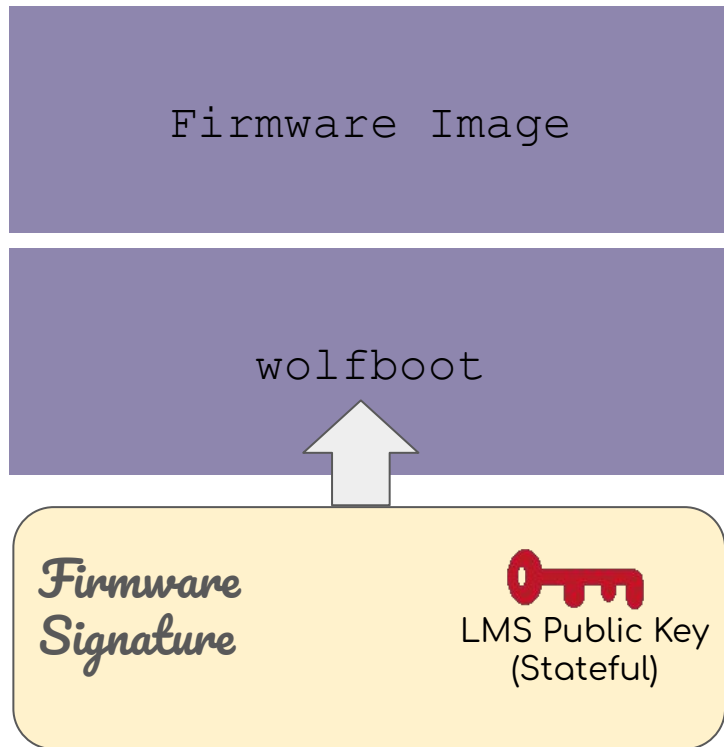 Firmware Image
wolfboot
Firmware
Signature
LMS Public Key
(Stateful)